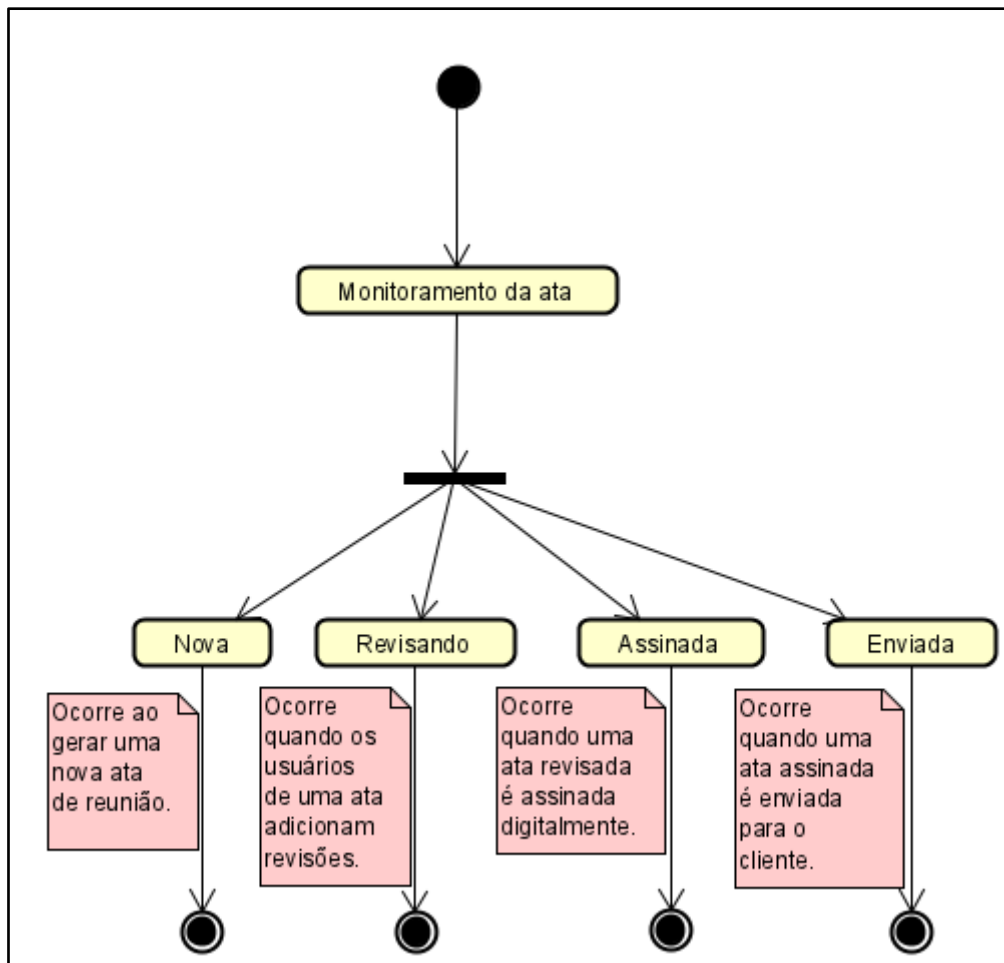 Monitoramento da ata
Nova
Revisando
Assinada
Enviada
Ocorre ao
gerar uma
nova ata
de reunião.
Ocorre
quando os
usuários
de uma ata
adicionam
revisões.
Ocorre
quando uma
ata revisada
é assinada
digitalmente.
Ocorre
quando uma
ata assinada
é enviada
para o
cliente.